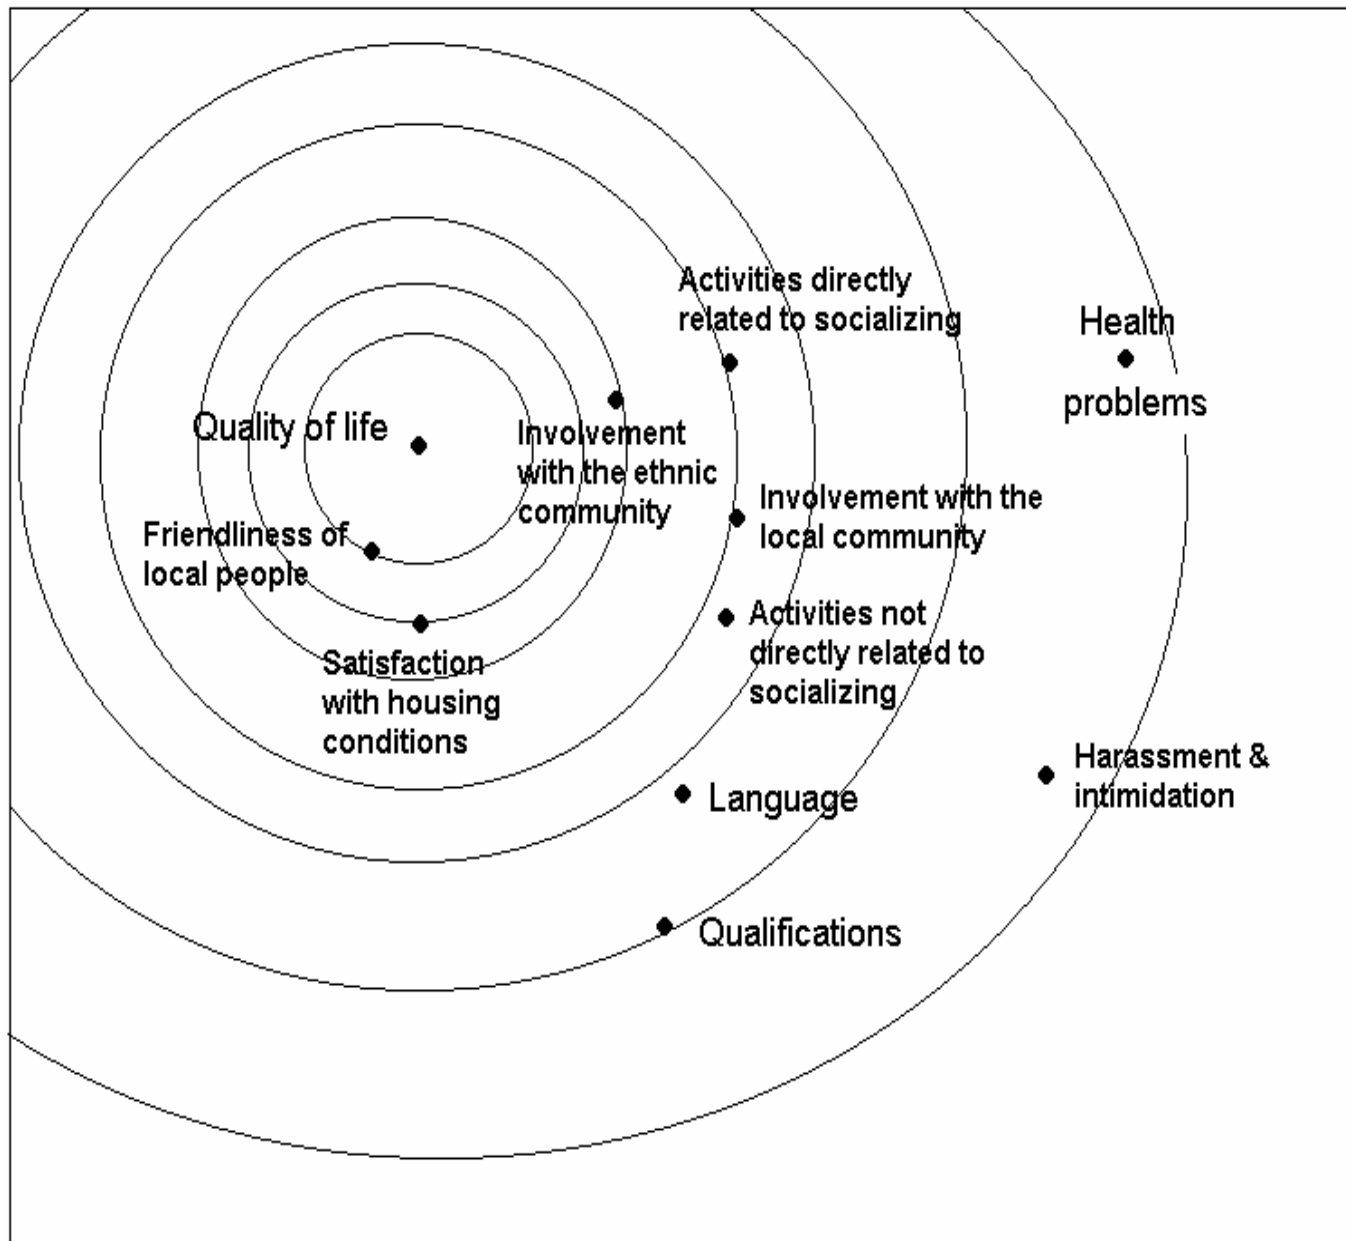 Activities directly
related to socializing
Health
problems
Quality of life
Involvement
with the ethnic
community
Involvement with the
local community
Friendliness of
local people
Activities not
directly related to
socializing
Satisfaction
with housing
conditions
Harassment &
intimidation
Language
Qualifications